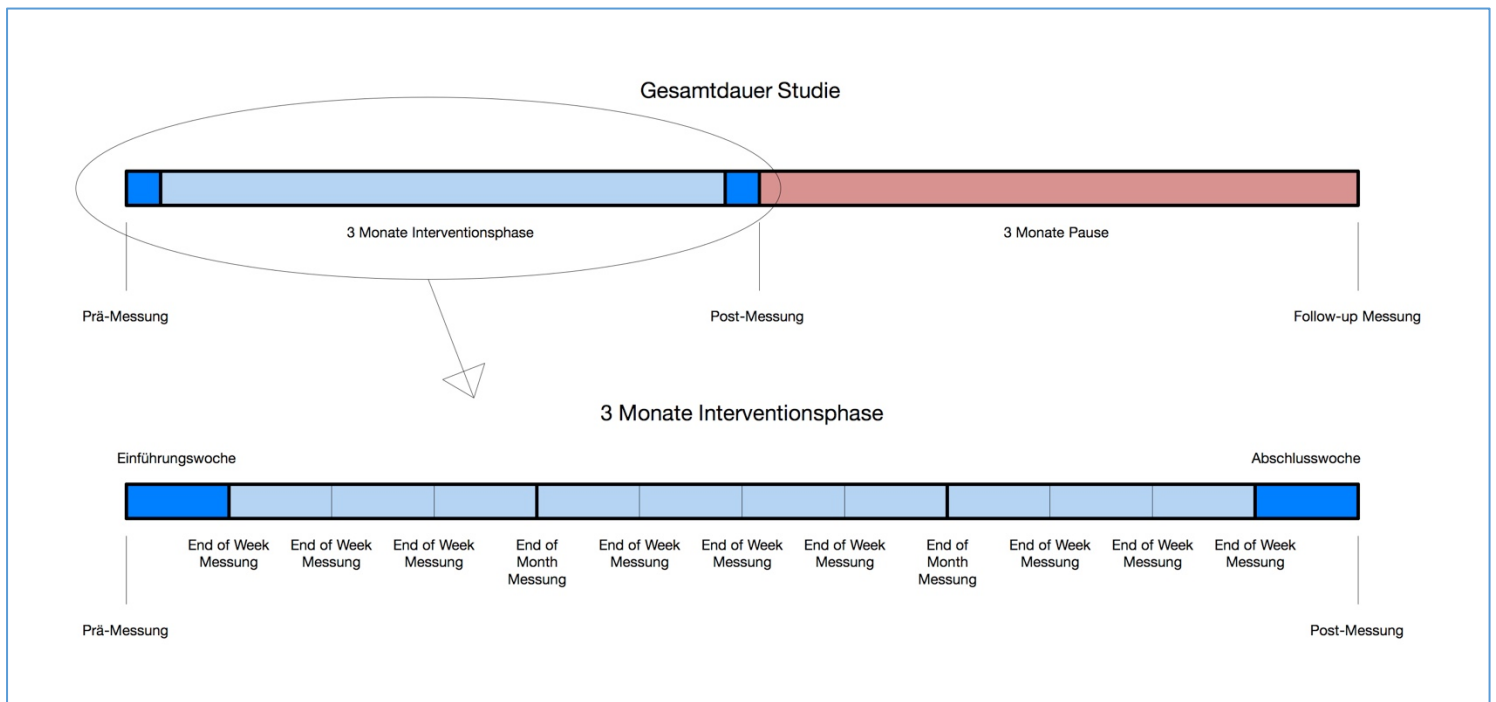 Gesamtdauer Studie
3 Monate Interventionsphase
3 Monate Pause
Prä-Messung
Post-Messung
Follow-up Messung
3 Monate Interventionsphase
Einführungswoche
Abschlusswoche
End of Week
Messung
End of Week
Messung
End of Week
Messung
End of
Month
Messung
End of Week
Messung
End of Week
Messung
End of Week
Messung
End of
Month
Messung
End of Week
Messung
End of Week
Messung
End of Week
Messung
Prä-Messung
Post-Messung